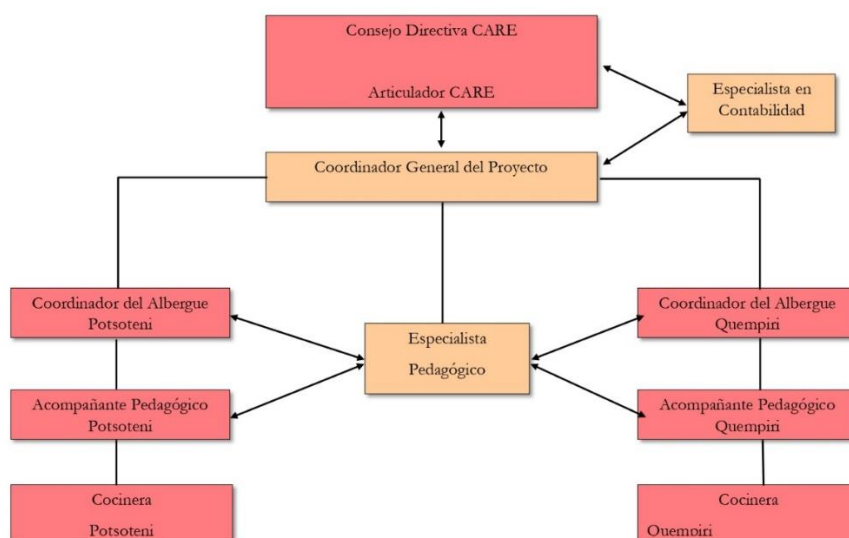 Consejo Directiva CARE
Articulador CARE
Especialista en
Contabilidad
Coordinador General del Proyecto
Coordinador del Albergue
Potsoteni
Coordinador del Albergue
Quempiri
Especialista
Pedagógico
Acompañante Pedagógico
Potsoteni
Acompañante Pedagógico
Quempiri
Cocinera
Potsoteni
Cocinera
Quempiri